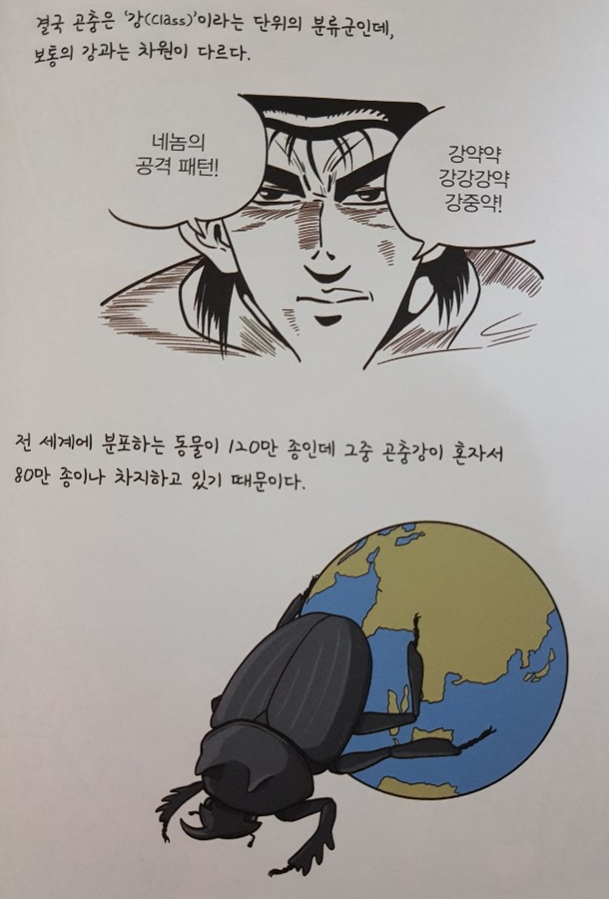 결국 곤충은 '강(Class)'이라는 단위의 분류군인데,
보통의 강과는 차원이 다르다.
네놈의
공격 패턴!
강약약
강강강약
강중약!
전 세계에 분포하는 동물이 120만 종인데 그중 곤충강이 혼자서
80만 종이나 차지하고 있기 때문이다.